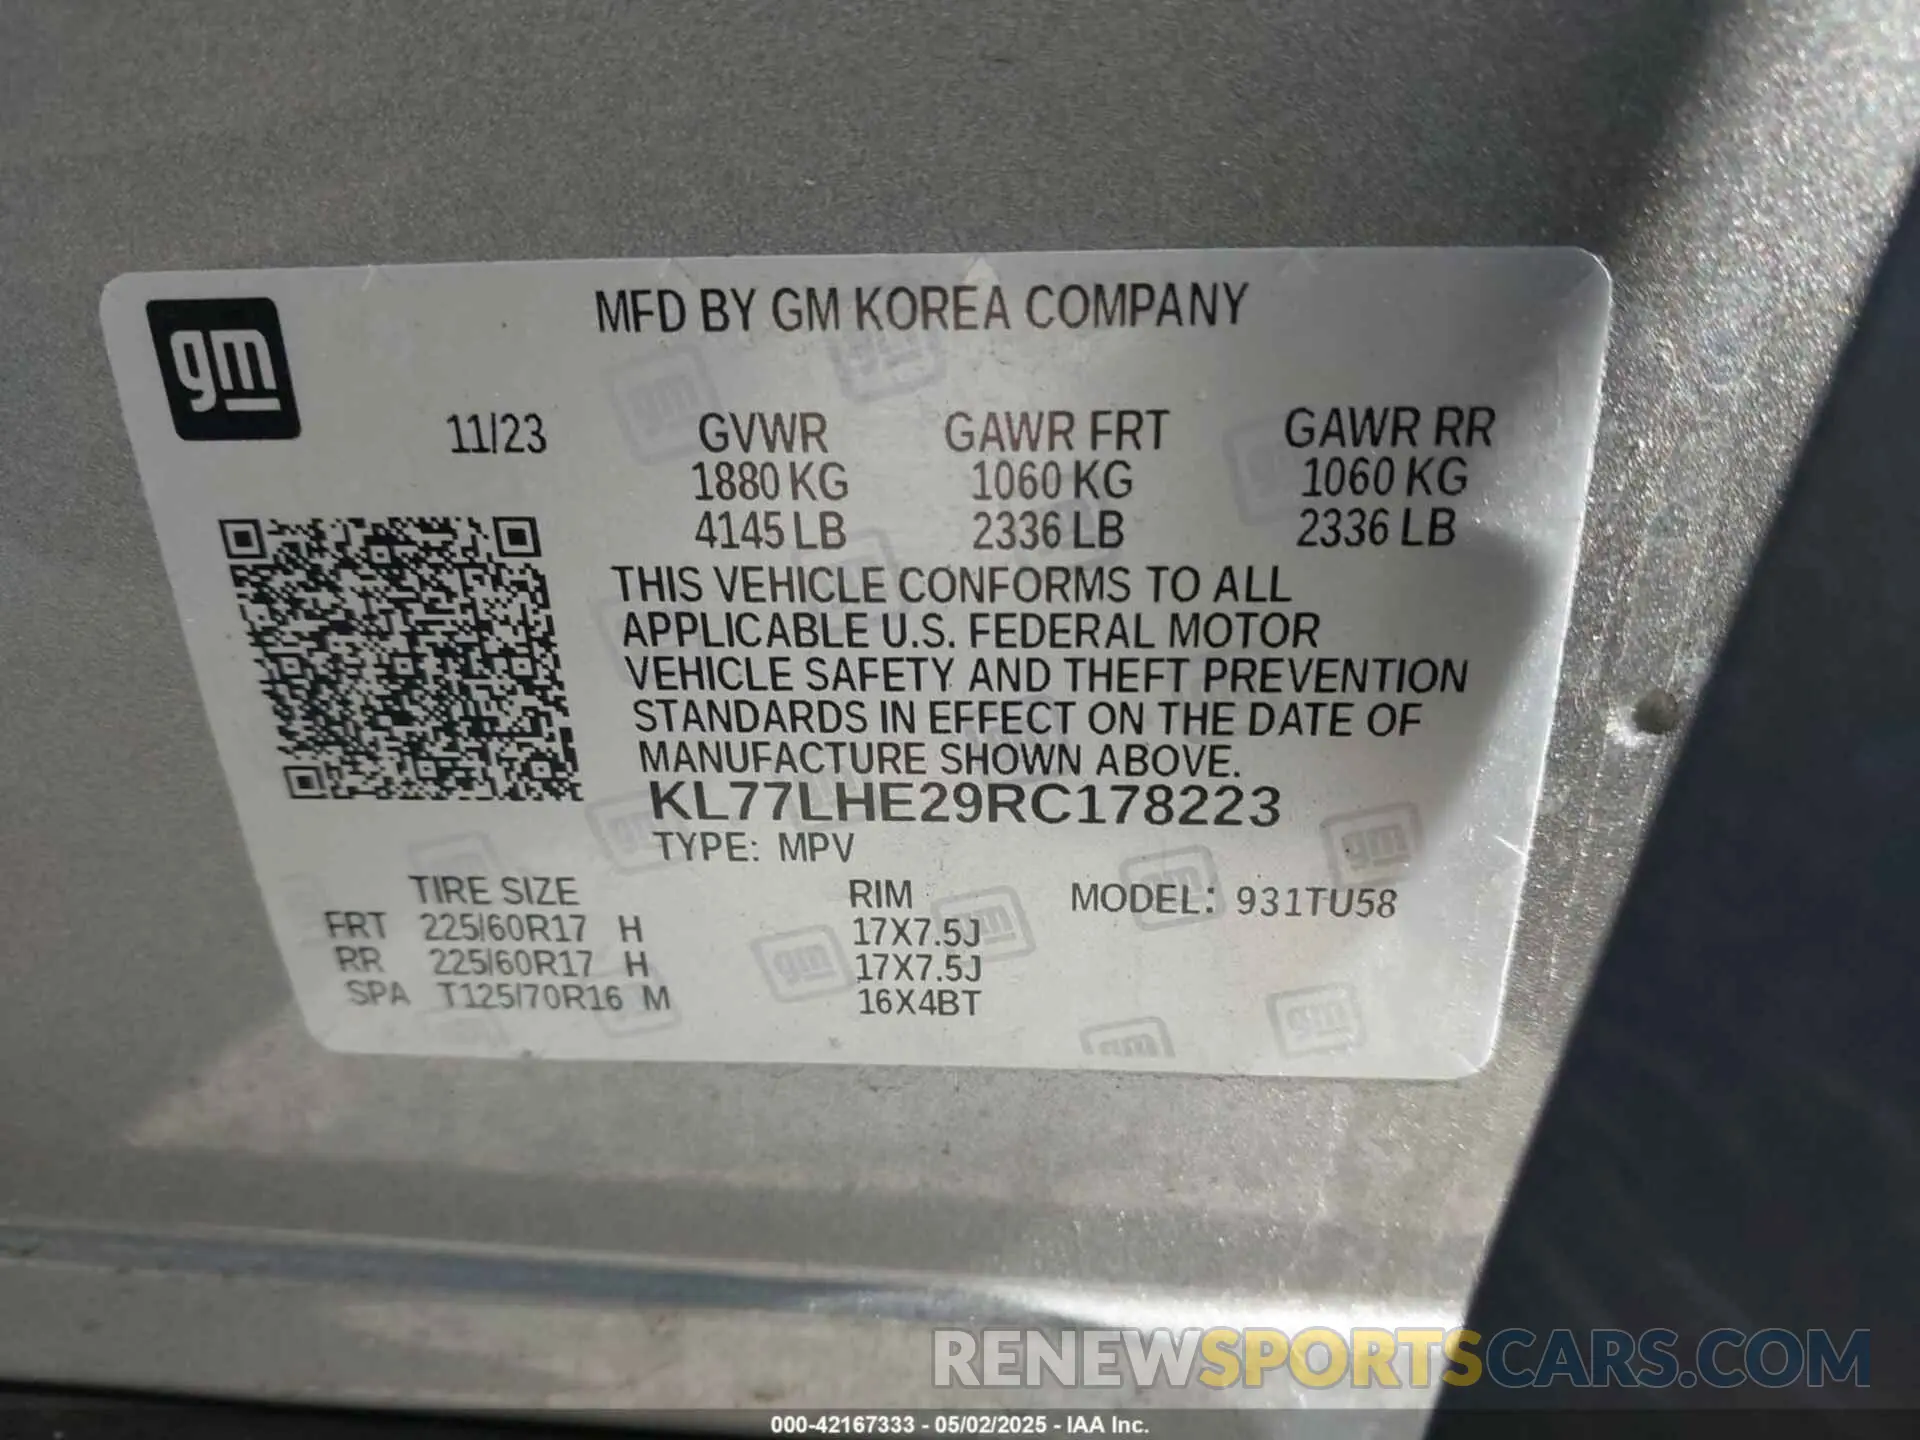 gm
MFD BY GM KOREA COMPANY
11/23 GVWR GAWR FRT GAWR RR
1880 KG 1060 KG 1060 KG
4145 LB 2336 LB 2336 LB
THIS VEHICLE CONFORMS TO ALL
APPLICABLE U.S. FEDERAL MOTOR
VEHICLE SAFETY AND THEFT PREVENTION
STANDARDS IN EFFECT ON THE DATE OF
MANUFACTURE SHOWN ABOVE.
KL77LHE29RC178223
TYPE: MPV
TIRE SIZE RIM MODEL: 931TU58
FRT 225/60R17 H 17X7.5J
RR 225/60R17 H 17X7.5J
SPA T125/70R16 M 16X4BT
RENEWSPORTSCARS.COM
000-42167333 - 05/02/2025 - IAA Inc.